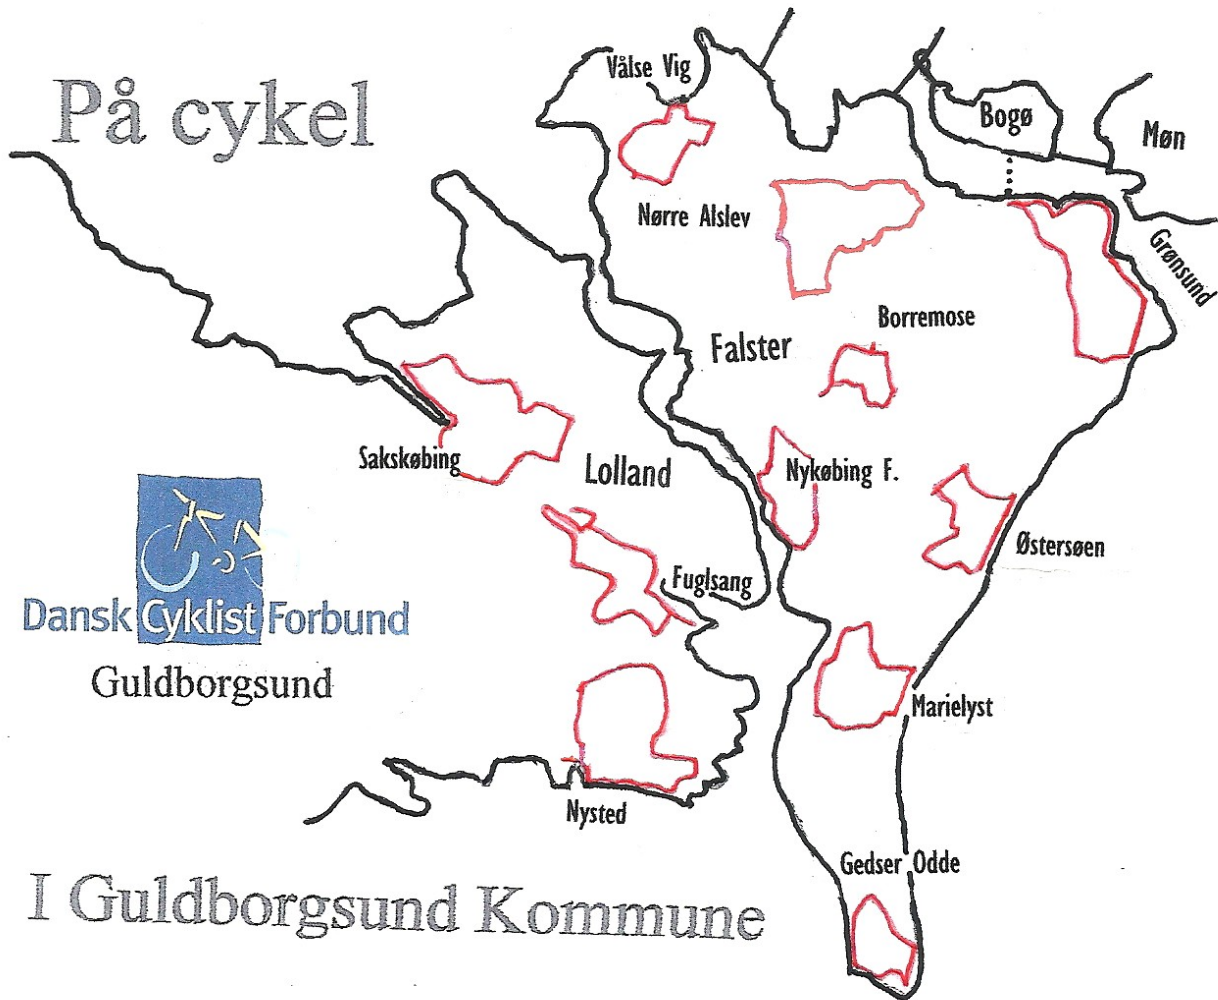 På cykel
Vålse Vig
Bogø
Møn
Nørre Alslev
Grønsund
Borremose
Falster
Sakskøbing
Lolland
Nykøbing F.
Østersøen
Fuglsang
Dansk Cyklist Forbund
Guldborgsund
Marielyst
Nysted
Gedser Odde
I Guldborgsund Kommune